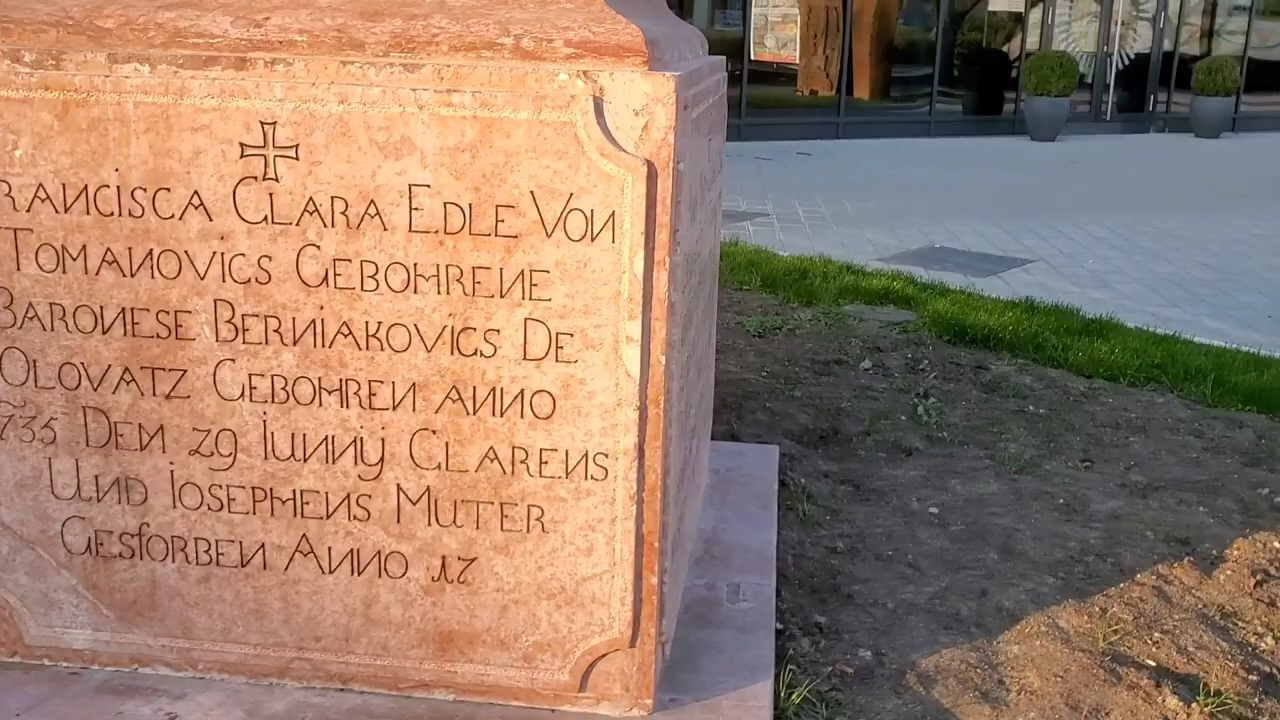 RANCISCA CLARA EDLE VON
TOMANOVICS GEBOHRENE
BARONESE BERNIAKOVICS DE
OLOVATZ GEBOHREN ANNO
735 DEM 29 IUNNIJ CLARENS
UND IOSEPHENS MUTER
GESTORBEN ANNO 17